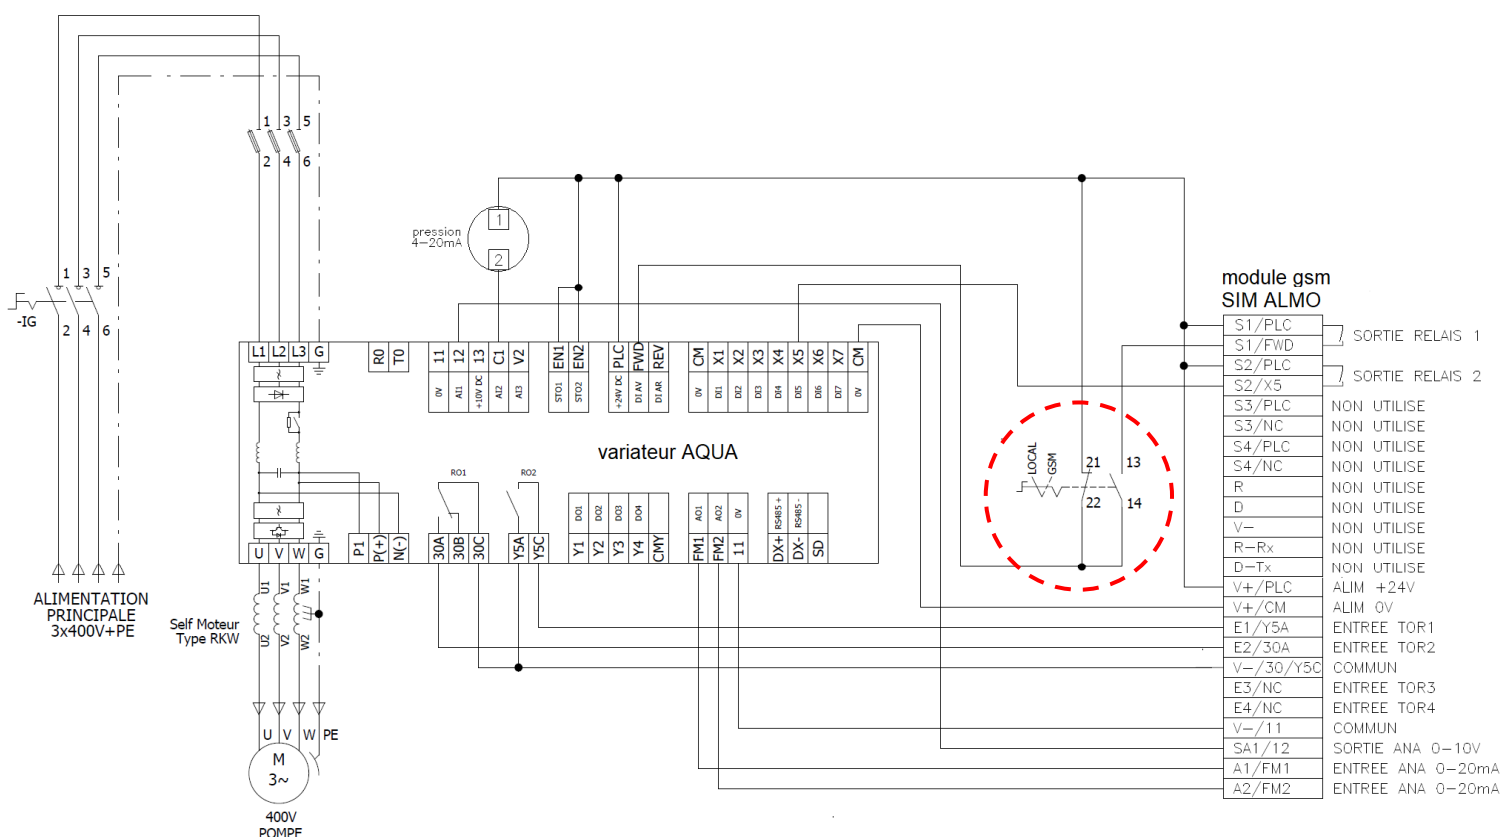 1 3 5
2 4 6
1
pression
4-20mA
2
1 3 5
-IG
2 4 6
module gsm
SIM ALMO
S1/PLC
S1/FWD
SORTIE RELAIS 1
S2/PLC
S2/X5
SORTIE RELAIS 2
S3/PLC NON UTILISE
S3/NC NON UTILISE
S4/PLC NON UTILISE
S4/NC NON UTILISE
R NON UTILISE
D NON UTILISE
V- NON UTILISE
R-Rx NON UTILISE
D-Tx NON UTILISE
V+/PLC ALIM +24V
V+/CM ALIM 0V
E1/Y5A ENTREE TOR1
E2/30A ENTREE TOR2
V-/30/Y5C COMMUN
E3/NC ENTREE TOR3
E4/NC ENTREE TOR4
V-/11 COMMUN
SA1/12 SORTIE ANA 0-10V
A1/FM1 ENTREE ANA 0-20mA
A2/FM2 ENTREE ANA 0-20mA
L1 L2 L3 G
R0 T0
11 12 13 C1 V2
0V AI1 +10V DC AI2 AI3
EN1 EN2
STO1 STO2
PLC FWD REV
+24V DC DI AV DI AR
CM X1 X2 X3 X4 X5 X6 X7 CM
0V DI1 DI2 DI3 DI4 DI5 DI6 DI7 0V
variateur AQUA
LOCAL
GSM
21 13
22 14
RO1
RO2
DO1 DO2 DO3 DO4
AO1 AO2 0V
RS485 + RS485 -
U V W G
P1 P(+) N(-)
30A 30B 30C
Y5A Y5C
Y1 Y2 Y3 Y4 CMY
FM1 FM2 11
DX+ DX- SD
ALIMENTATION
PRINCIPALE
3x400V+PE
U1 V1 W1
Self Moteur
Type RKW
U2 V2 W2
U V W PE
M
3~
400V
POMPE